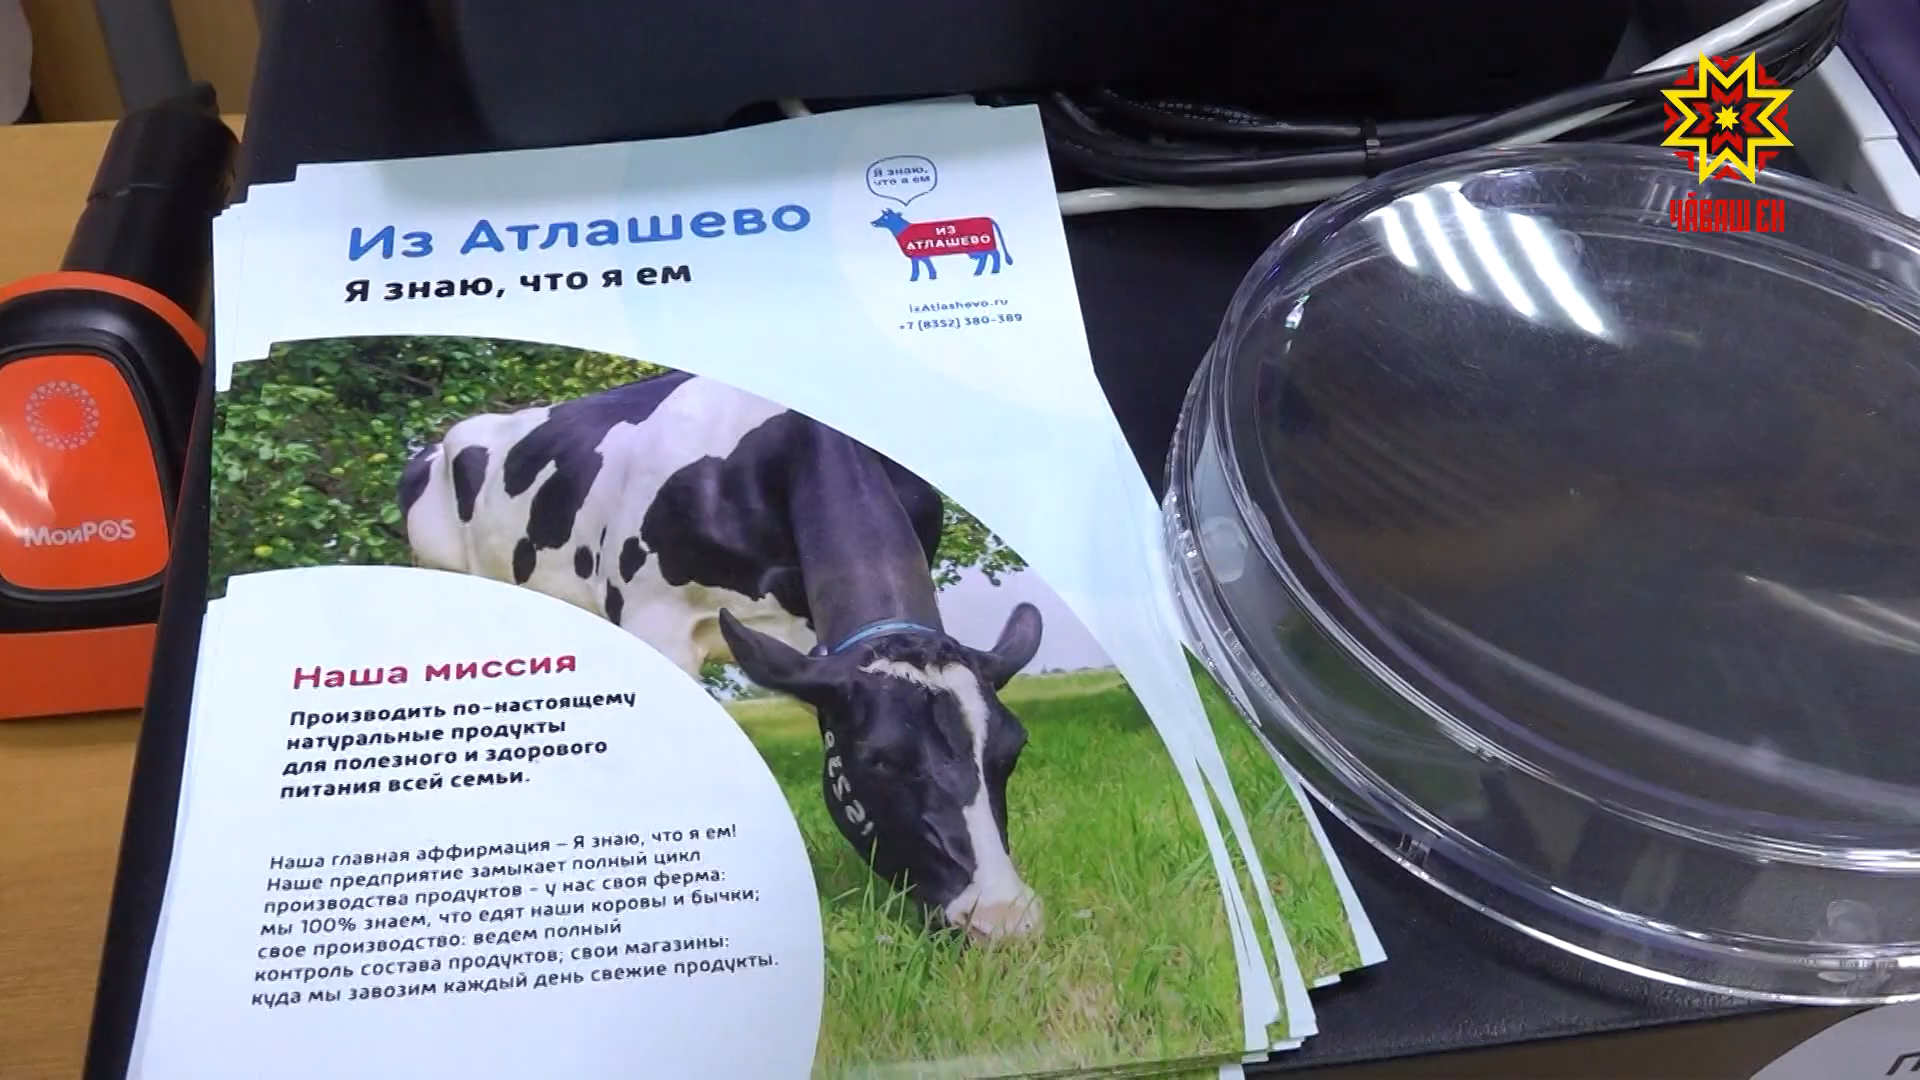 ЧӐВАШ ЕН
Я знаю,
что я ем
Из Атлашево
Я знаю, что я ем
ИЗ
АТЛАШЕВО
izAtlashevo.ru
+7 (8352) 380-389
МойPOS
Наша миссия
Производить по-настоящему
натуральные продукты
для полезного и здорового
питания всей семьи.
Наша главная аффирмация – Я знаю, что я ем!
Наше предприятие замыкает полный цикл
производства продуктов - у нас своя ферма:
мы 100% знаем, что едят наши коровы и бычки;
свое производство: ведем полный
контроль состава продуктов; свои магазины:
куда мы завозим каждый день свежие продукты.